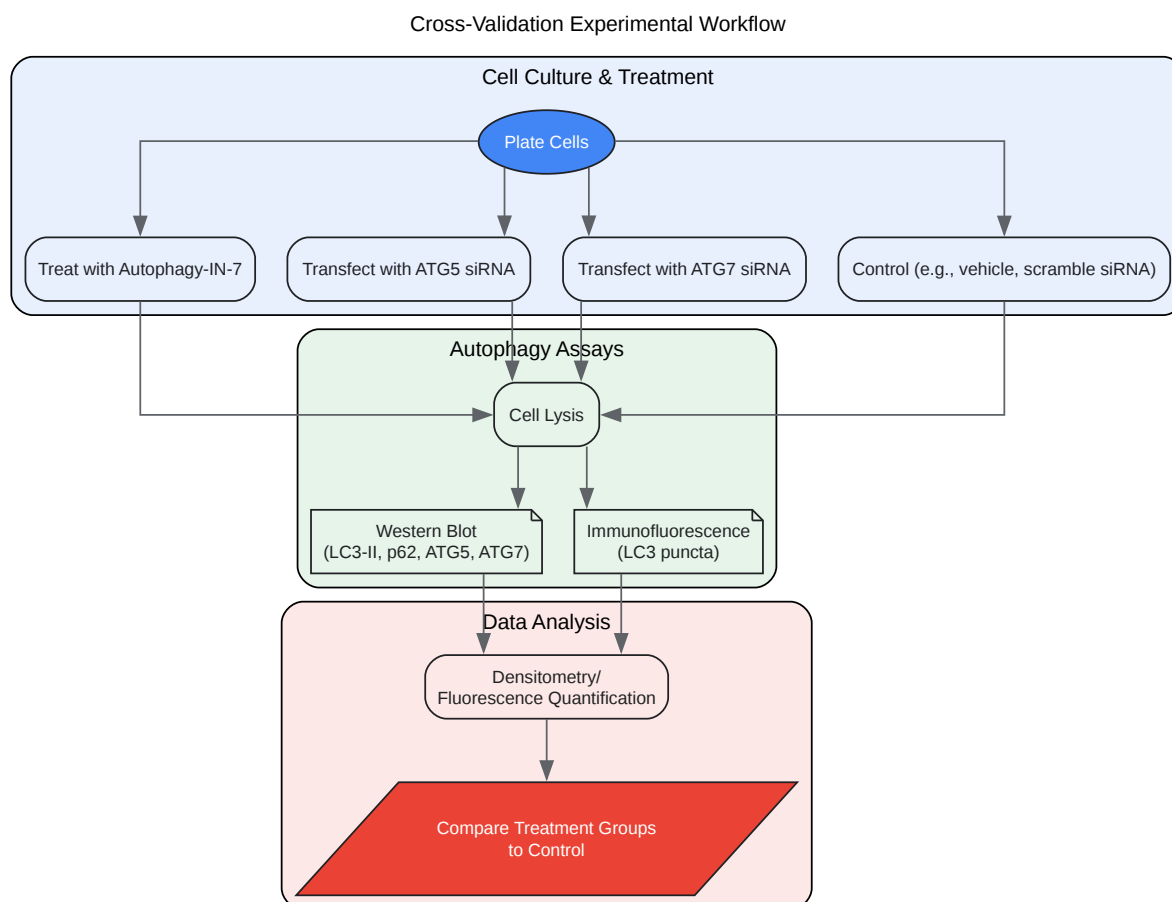 Cross-Validation Experimental Workflow
Cell Culture & Treatment
Plate Cells
Treat with Autophagy-IN-7
Transfect with ATG5 siRNA
Transfect with ATG7 siRNA
Control (e.g., vehicle, scramble siRNA)
Autophagy Assays
Cell Lysis
Western Blot
(LC3-II, p62, ATG5, ATG7)
Immunofluorescence
(LC3 puncta)
Data Analysis
Densitometry/
Fluorescence Quantification
Compare Treatment Groups
to Control